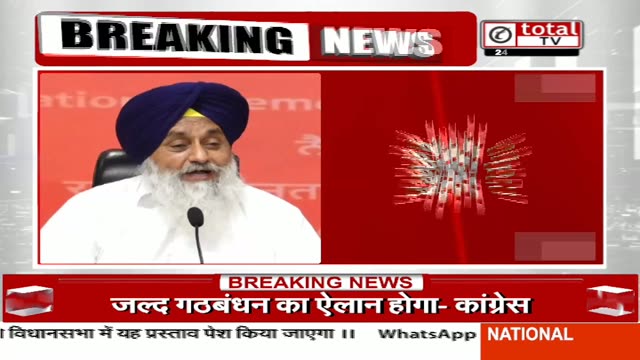 BREAKING NEWS
total
TV
24
BREAKING NEWS
जल्द गठबंधन का ऐलान होगा- कांग्रेस
विधानसभा में यह प्रस्ताव पेश किया जाएगा ।। WhatsApp
NATIONAL